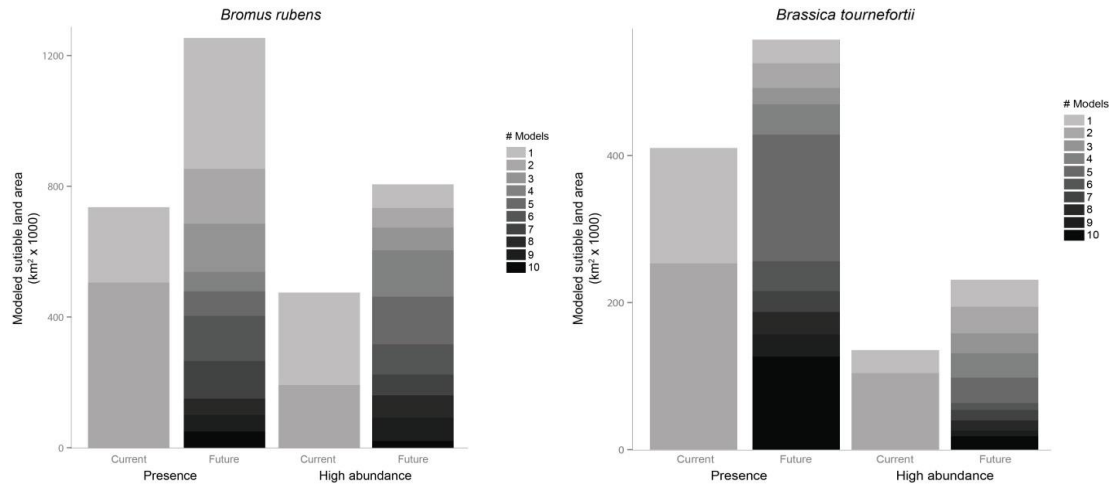 Bromus rubens
Modeled sutiable land area
(km² x 1000)
1200
800
400
0
Current
Future
Current
Future
Presence
High abundance
# Models
1
2
3
4
5
6
7
8
9
10
Brassica tournefortii
Modeled sutiable land area
(km² x 1000)
400
200
0
Current
Future
Current
Future
Presence
High abundance
# Models
1
2
3
4
5
6
7
8
9
10